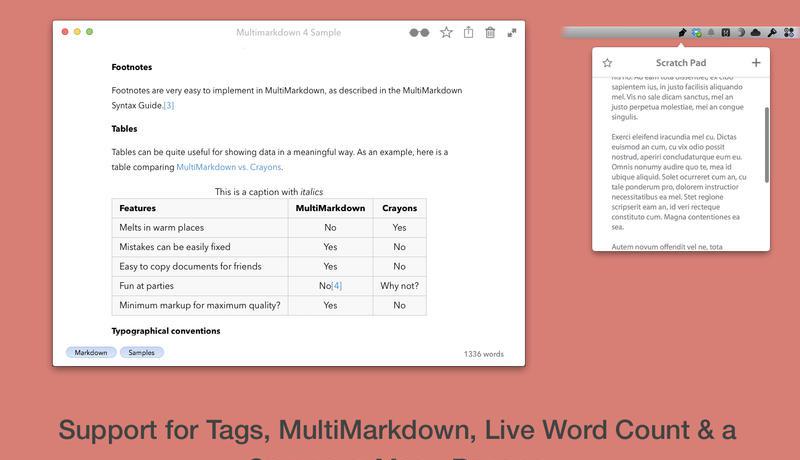 Multimarkdown 4 Sample
Footnotes
Footnotes are very easy to implement in MultiMarkdown, as described in the MultiMarkdown
Syntax Guide.[3]
Tables
Tables can be quite useful for showing data in a meaningful way. As an example, here is a
table comparing MultiMarkdown vs. Crayons.
This is a caption with italics
Features MultiMarkdown Crayons
Melts in warm places No Yes
Mistakes can be easily fixed Yes No
Easy to copy documents for friends Yes No
Fun at parties No[4] Why not?
Minimum markup for maximum quality? Yes No
Typographical conventions
Markdown Samples
1336 words
Scratch Pad
sapientem ius, in justo facilisis aliquando
mel. Vis no dicam sanctus, mel an
justo perpetua molestiae, mei an congue
singulis.
Exerci eleifend iracundia mel cu. Dictas
euismod an cum, cu vix odio possit
nostrud, aperiri concludaturque eum eu.
Omnis nonumy audire quo te, mea id
ubique aliquid. Solet ocurreret cum an, cu
tale ponderum pro, dolorem instructior
necessitatibus ea mel. Stet regione
scripserit eam an, id veri recteque
constituto cum. Magna contentiones ea
sea.
Autem novum offendit vel ne, tota
Support for Tags, MultiMarkdown, Live Word Count & a